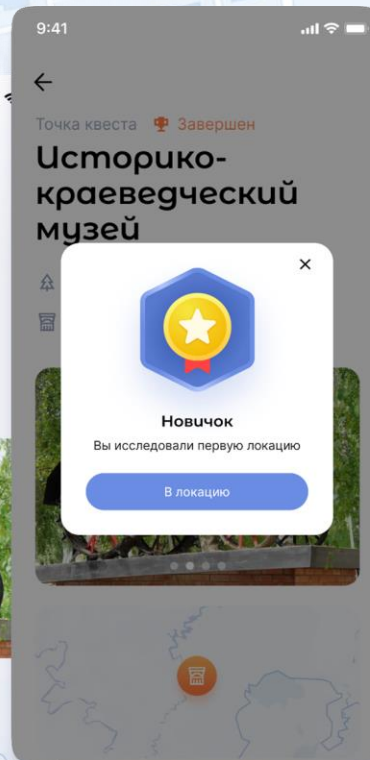 9:41
Точка квеста Завершен
Историко-
краеведческий
музей
Новичок
Вы исследовали первую локацию
В локацию